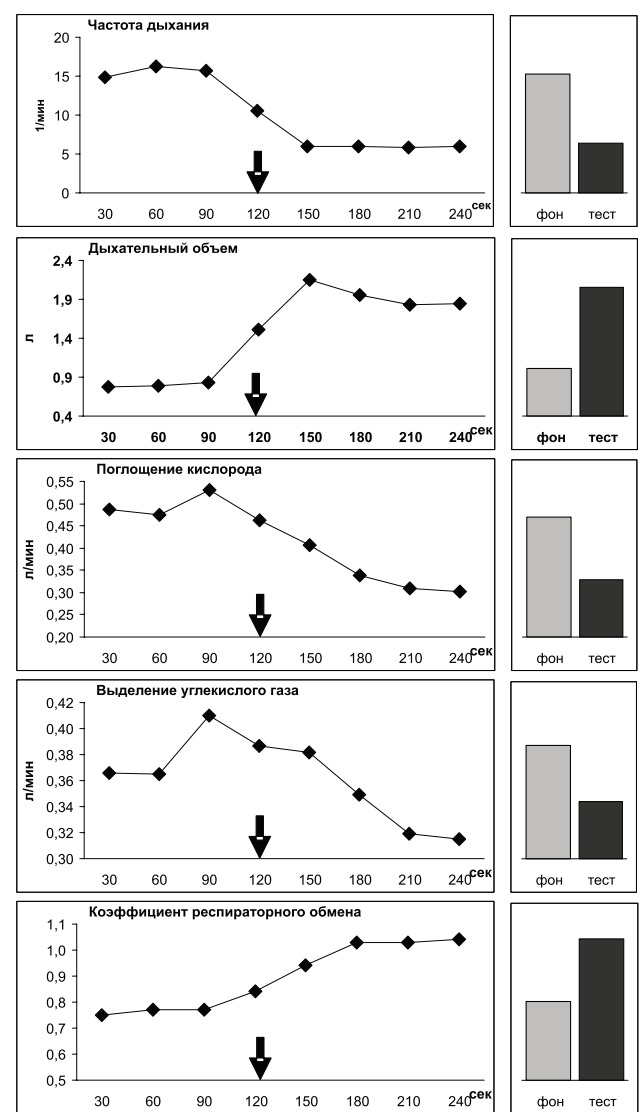 Частота дыхания
1/мин
20
15
10
5
0
30 60 90 120 150 180 210 240 сек
фон тест
Дыхательный объем
л
2,4
1,9
1,4
0,9
0,4
30 60 90 120 150 180 210 240 сек
фон тест
Поглощение кислорода
л/мин
0,55
0,50
0,45
0,40
0,35
0,30
0,25
0,20
30 60 90 120 150 180 210 240 сек
фон тест
Выделение углекислого газа
л/мин
0,42
0,38
0,36
0,34
0,32
0,30
30 60 90 120 150 180 210 240 сек
фон тест
Коэффициент респираторного обмена
1,1
1,0
0,9
0,8
0,7
0,6
0,5
30 60 90 120 150 180 210 240 сек
фон тест